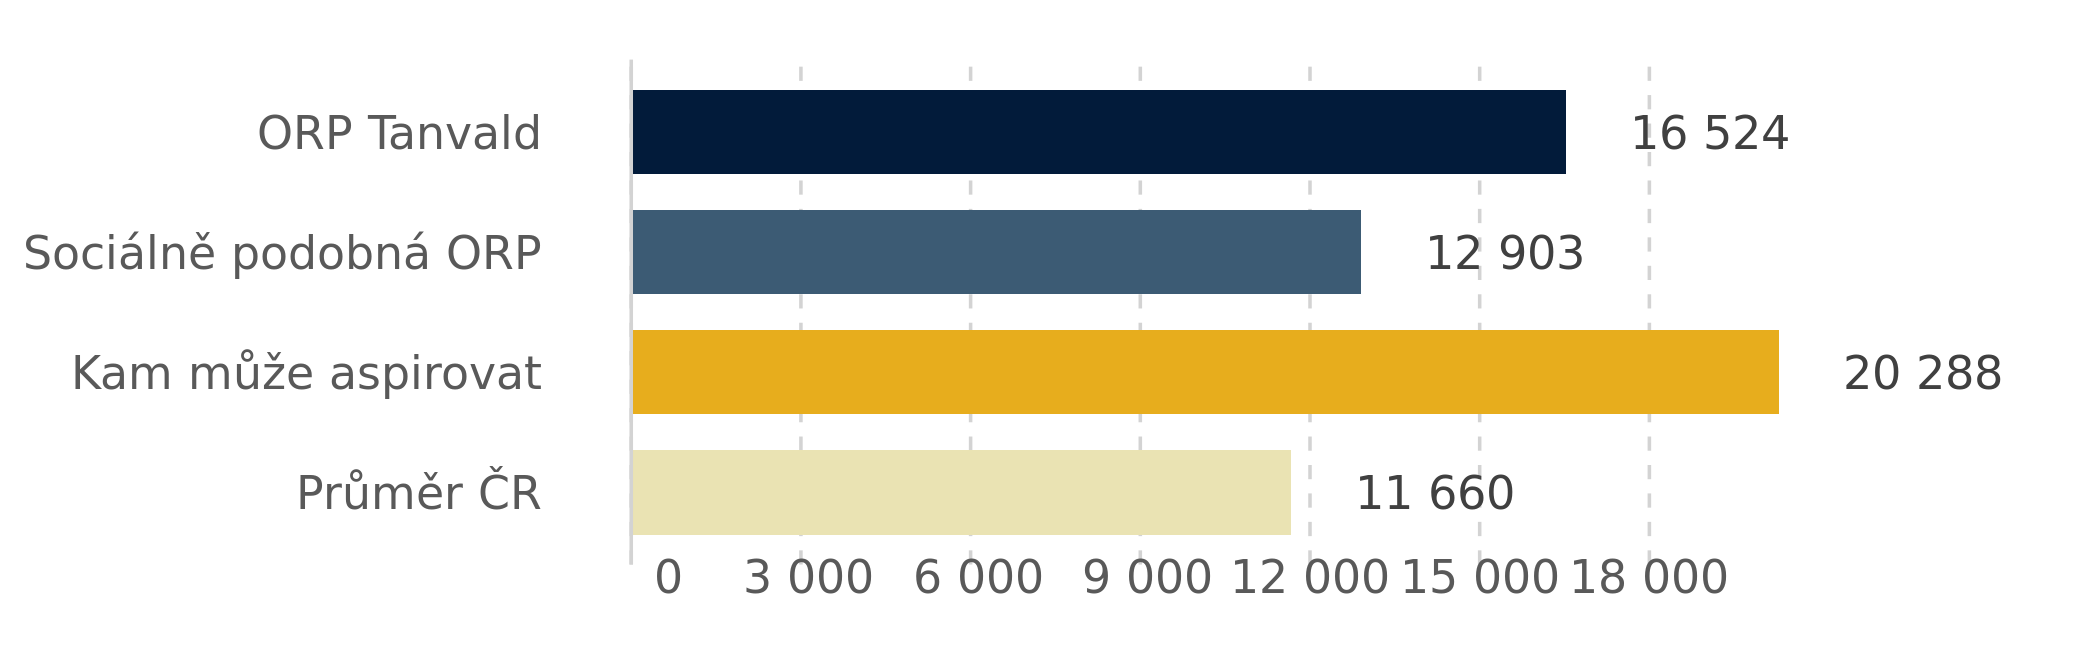 ORP Tanvald 16 524
Sociálně podobná ORP 12 903
Kam může aspirovat 20 288
Průměr ČR 11 660
0 3 000 6 000 9 000 12 000 15 000 18 000